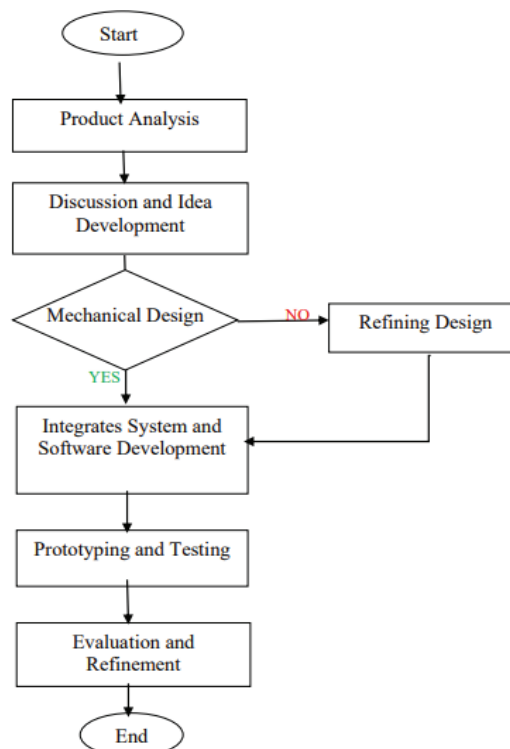 Start
Product Analysis
Discussion and Idea
Development
Mechanical Design
NO
Refining Design
YES
Integrates System and
Software Development
Prototyping and Testing
Evaluation and
Refinement
End